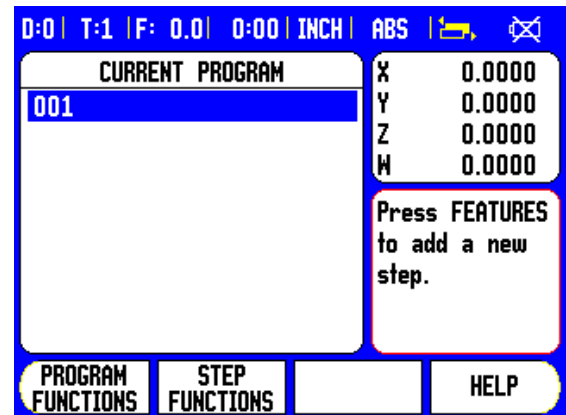 D:0 | T:1 | F: 0.0 | 0:00 | INCH | ABS
CURRENT PROGRAM
001
X 0.0000
Y 0.0000
Z 0.0000
W 0.0000
Press FEATURES
to add a new
step.
PROGRAM
FUNCTIONS
STEP
FUNCTIONS
HELP